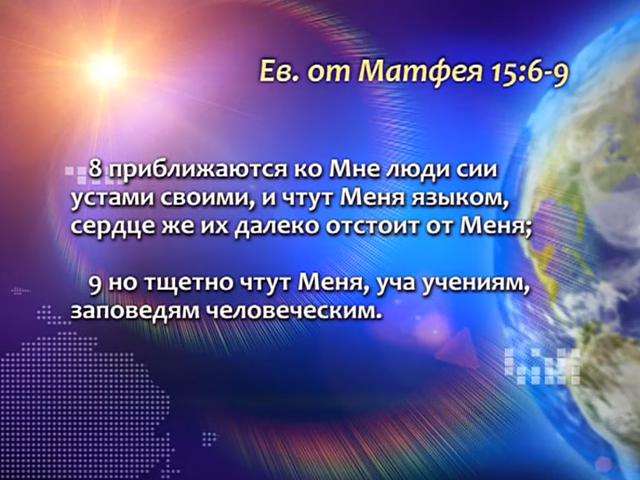 Ев. от Матфея 15:6-9
8 приближаются ко Мне люди сии
устами своими, и чтут Меня языком,
сердце же их далеко отстоит от Меня;
9 но тщетно чтут Меня, уча учениям,
заповедям человеческим.